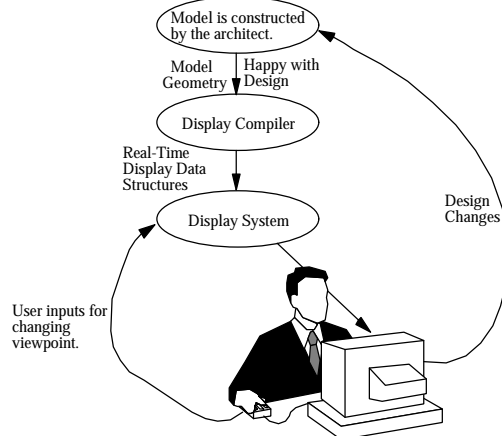 Model is constructed
by the architect.
Model
Geometry
Happy with
Design
Display Compiler
Real-Time
Display Data
Structures
Display System
Design
Changes
User inputs for
changing
viewpoint.